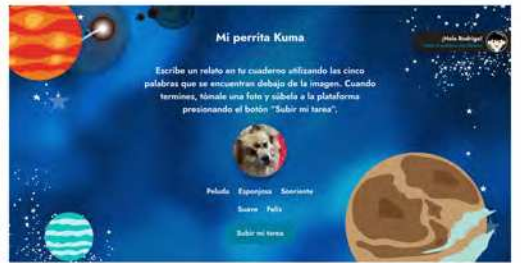 Mi perrita Kuma
¡Hola Rodrigo!
Escribe un relato en tu cuaderno utilizando las cinco
palabras que se encuentran debajo de la imagen. Cuando
termines, tómale una foto y súbela a la plataforma
presionando el botón "Subir mi tarea".
Peluda Esponjosa Sonriente
Suave Feliz
Subir mi tarea